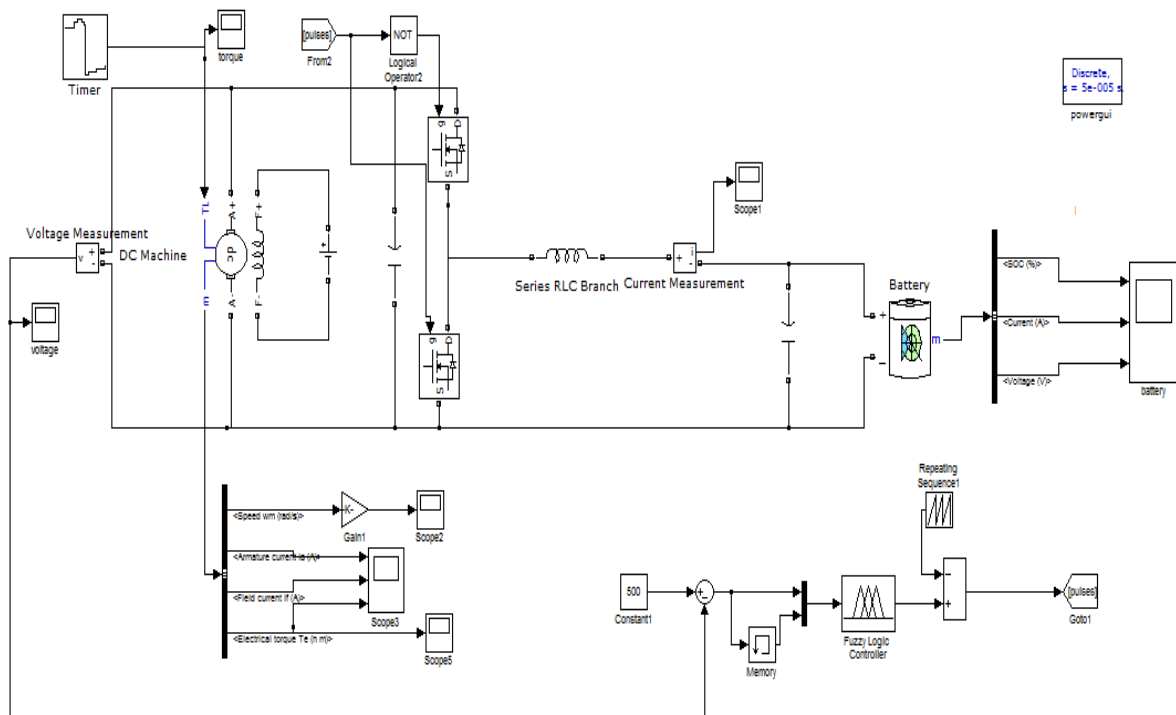 Timer
torque
[pulses]
From2
NOT
Logical
Operator2
Discrete,
s = 5e-005 s.
powergui
g
D
S
Scope1
TL
A+
F+
Voltage Measurement
v
+
-
DC Machine
dc
m
A-
F-
+
voltage
g
D
S
Series RLC Branch
Current Measurement
+
i
-
Battery
+
m
-
<SOC (%)>
<Current (A)>
<Voltage (V)>
battery
<Speed wm (rad/s)>
K-
Gain1
Scope2
<Armature current ia (A)>
<Field current if (A)>
Scope3
<Electrical torque Te (n m)>
Scope5
Repeating
Sequence1
500
Constant1
+
-
Memory
Fuzzy Logic
Controller
-
+
[pulses]
Goto1